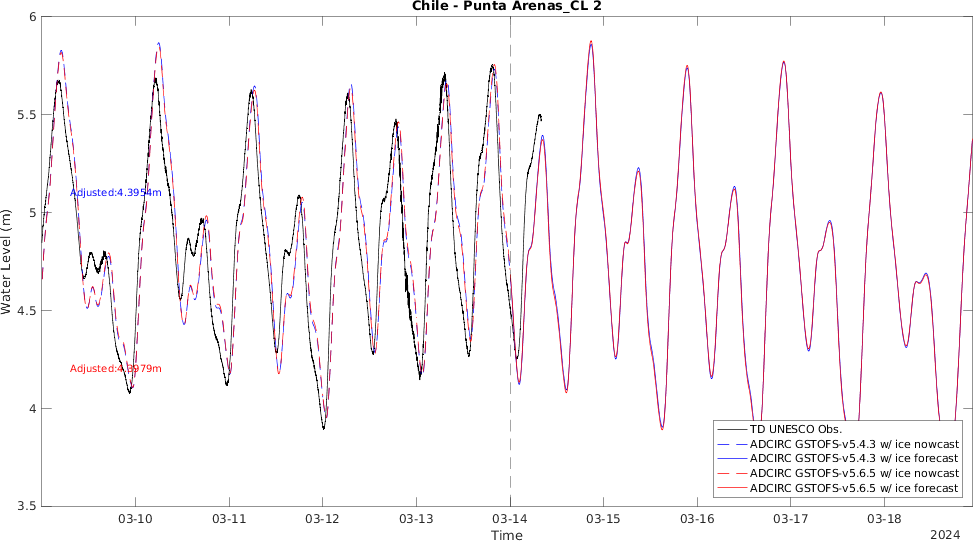 Chile - Punta Arenas_CL 2
6
5.5
5
4.5
4
3.5
Water Level (m)
Adjusted:4.3954m
Adjusted:4.3979m
TD UNESCO Obs.
ADCIRC GSTOFS-v5.4.3 w/ ice nowcast
ADCIRC GSTOFS-v5.4.3 w/ ice forecast
ADCIRC GSTOFS-v5.6.5 w/ ice nowcast
ADCIRC GSTOFS-v5.6.5 w/ ice forecast
03-10 03-11 03-12 03-13 03-14 03-15 03-16 03-17 03-18
Time
2024